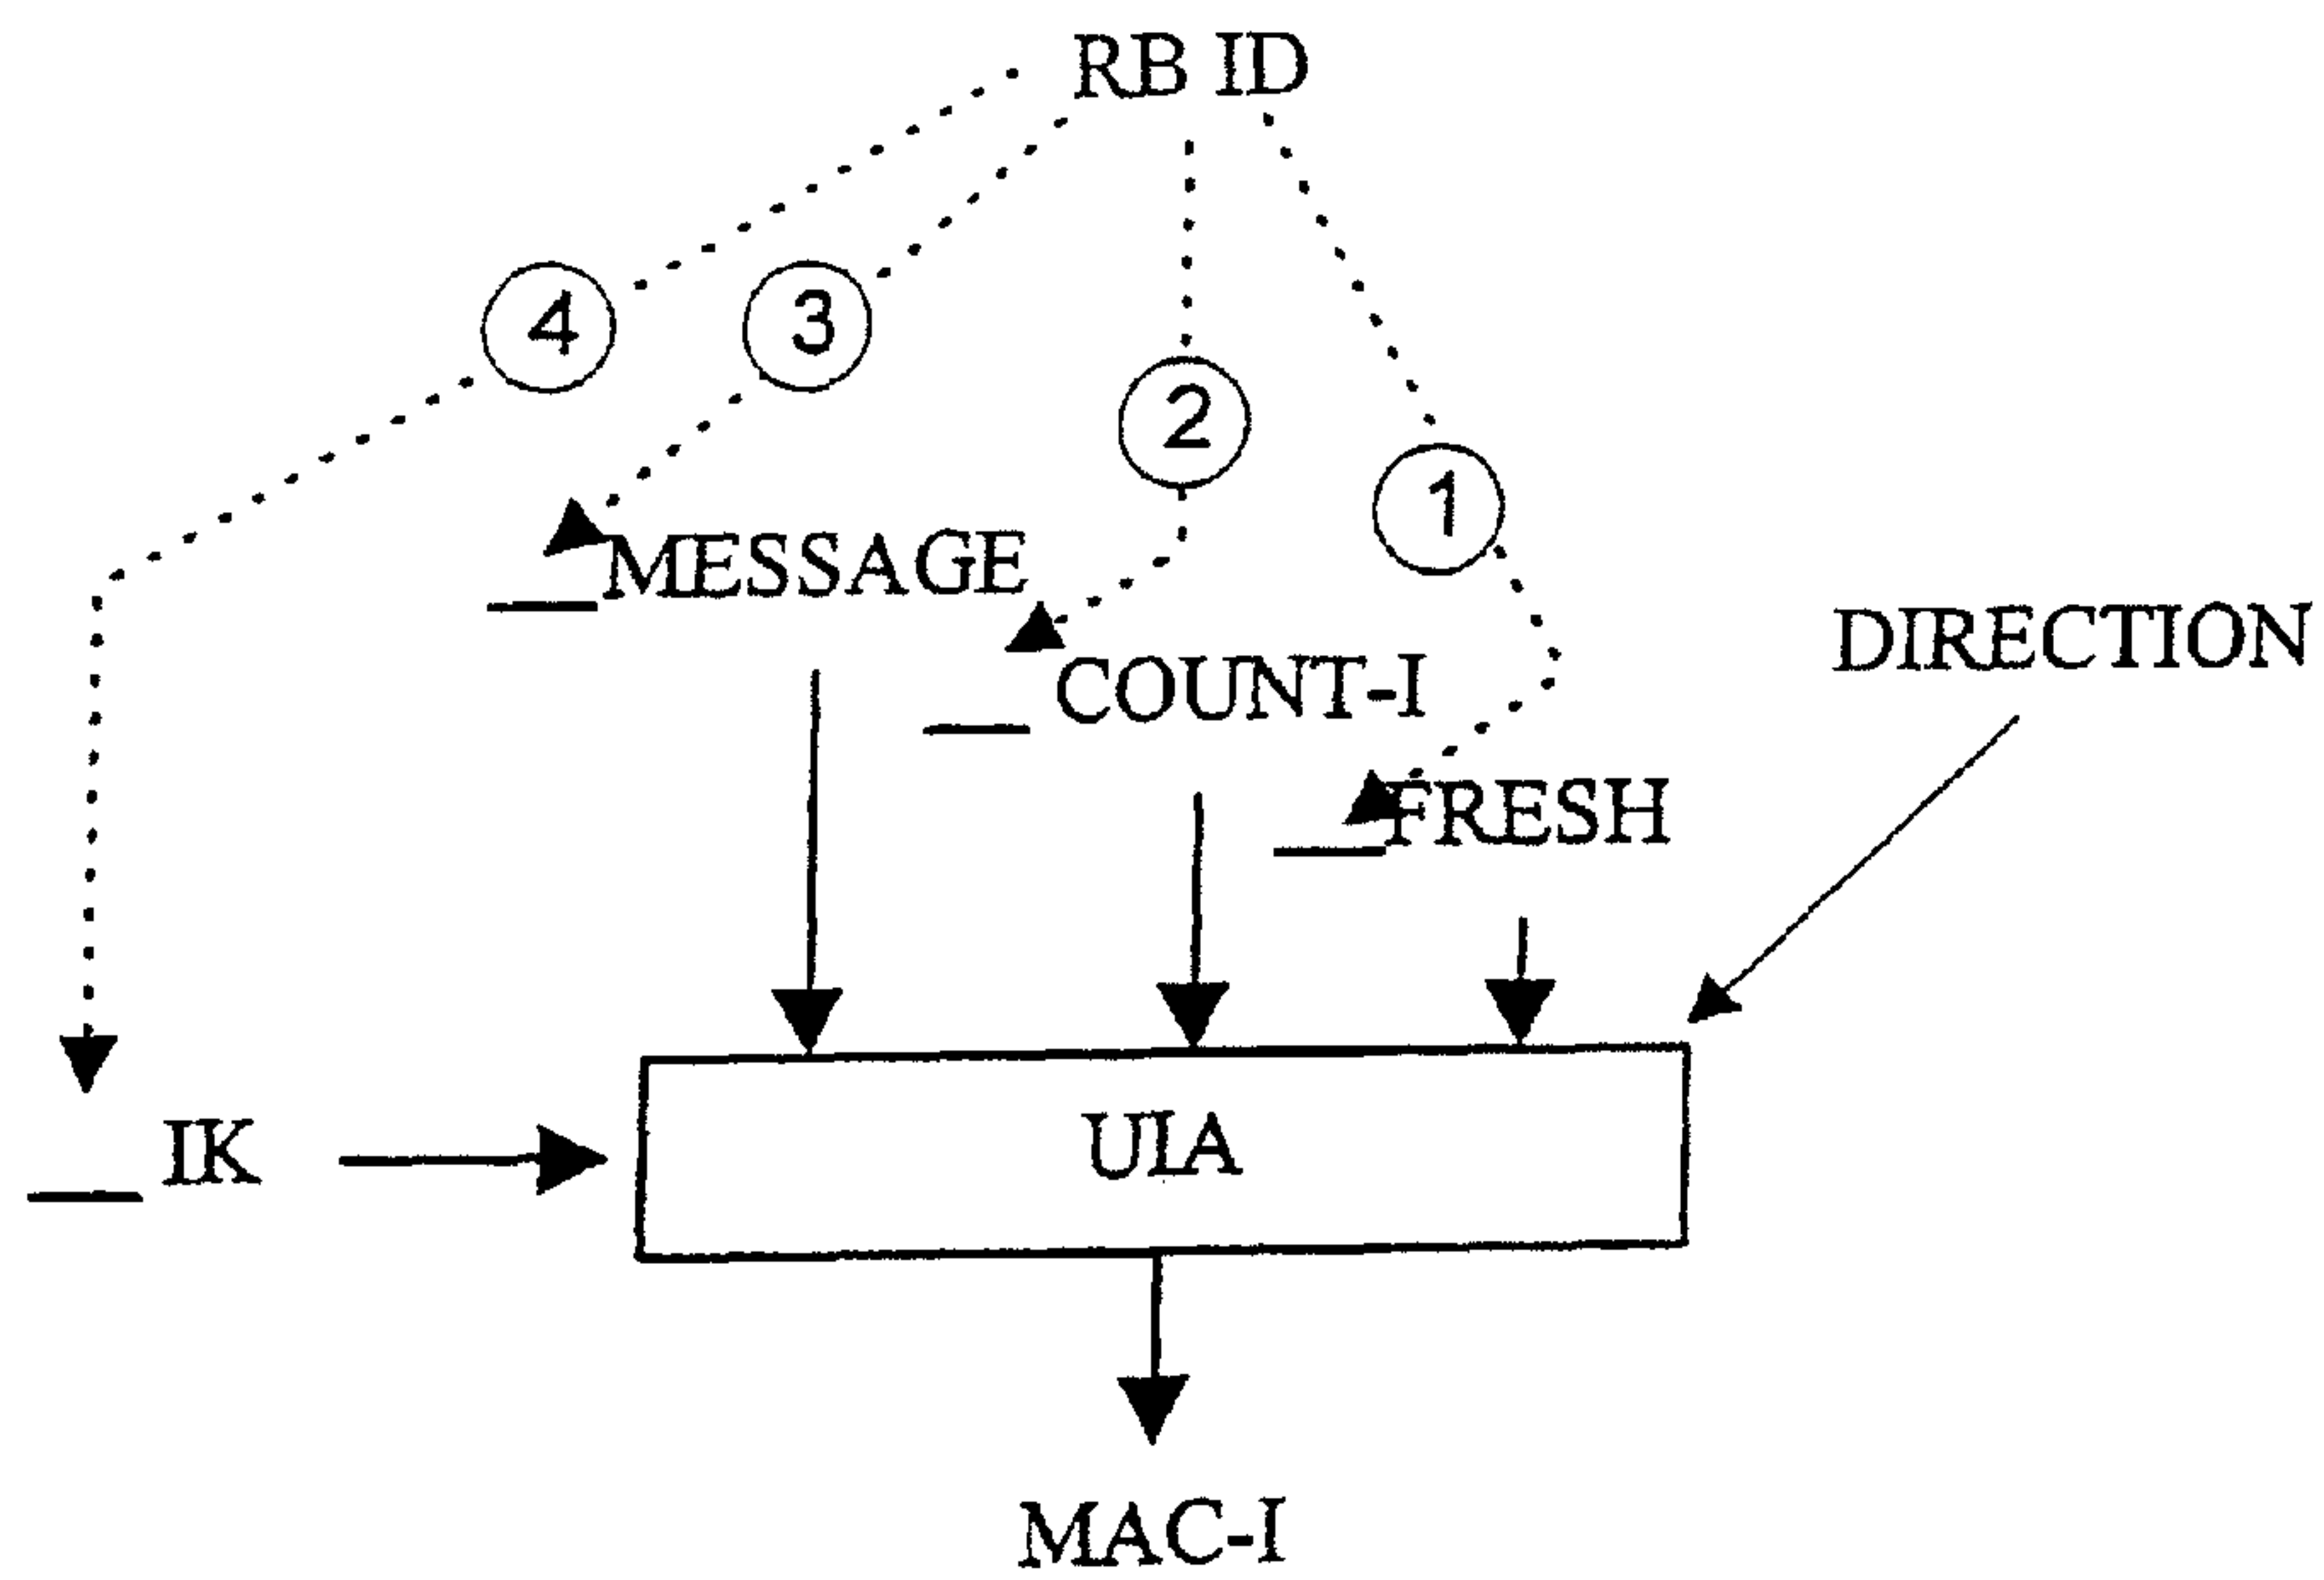 RB ID
4
3
2
1
MESSAGE
DIRECTION
COUNT-I
FRESH
IK
UIA
MAC-I